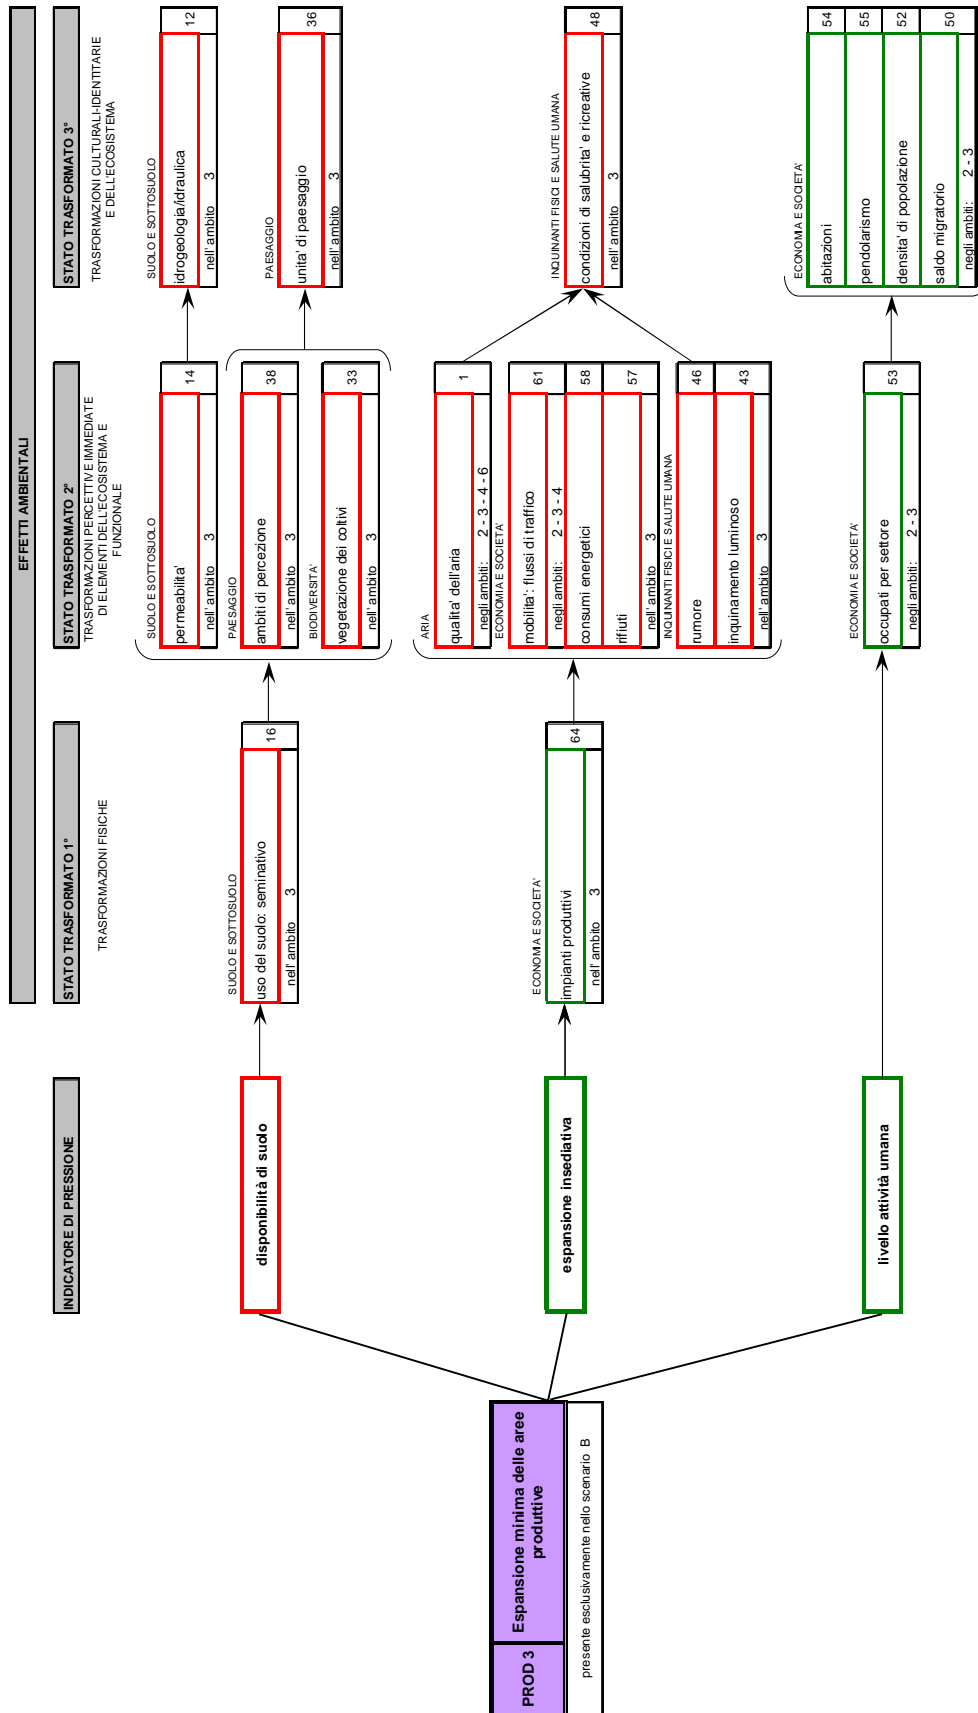 EFFETTI AMBIENTALI
INDICATORE DI PRESSIONE
STATO TRASFORMATO 1°
STATO TRASFORMATO 2°
STATO TRASFORMATO 3°
TRASFORMAZIONI FISICHE
TRASFORMAZIONI PERCETTIVE IMMEDIATE
DI ELEMENTI DELL'ECOSISTEMA E
FUNZIONALE
TRASFORMAZIONI CULTURALI-IDENTITARIE
E DELL'ECOSISTEMA
PROD 3
Espansione minima delle aree
produttive
presente esclusivamente nello scenario B
disponibilità di suolo
SUOLO E SOTTOSUOLO
uso del suolo: seminativo 16
nell' ambito 3
SUOLO E SOTTOSUOLO
permeabilita' 14
nell' ambito 3
PAESAGGIO
ambiti di percezione 38
nell' ambito 3
BIODIVERSITA'
vegetazione dei coltivi 33
nell' ambito 3
SUOLO E SOTTOSUOLO
idrogeologia/idraulica 12
nell' ambito 3
PAESAGGIO
unita' di paesaggio 36
nell' ambito 3
espansione insediativa
ECONOMIA E SOCIETA'
impianti produttivi 64
nell' ambito 3
ARIA
qualita' dell'aria 1
negli ambiti: 2 - 3 - 4 - 6
ECONOMIA E SOCIETA'
mobilita': flussi di traffico 61
negli ambiti: 2 - 3 - 4
consumi energetici 58
rifiuti 57
nell' ambito 3
INQUINANTI FISICI E SALUTE UMANA
rumore 46
inquinamento luminoso 43
nell' ambito 3
INQUINANTI FISICI E SALUTE UMANA
condizioni di salubrita' e ricreative 48
nell' ambito 3
livello attività umana
ECONOMIA E SOCIETA'
occupati per settore 53
negli ambiti: 2 - 3
ECONOMIA E SOCIETA'
abitazioni 54
pendolarismo 55
densita' di popolazione 52
saldo migratorio 50
negli ambiti: 2 - 3